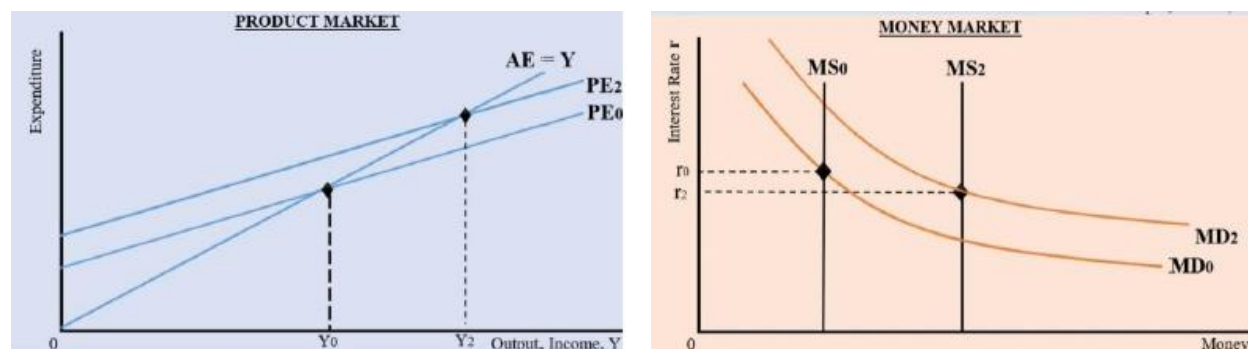 PRODUCT MARKET
Expenditure
AE = Y
PE2
PE0
0
Y0
Y2
Output, Income, Y
MONEY MARKET
Interest Rate r
MS0
MS2
r0
r2
MD2
MD0
0
Money